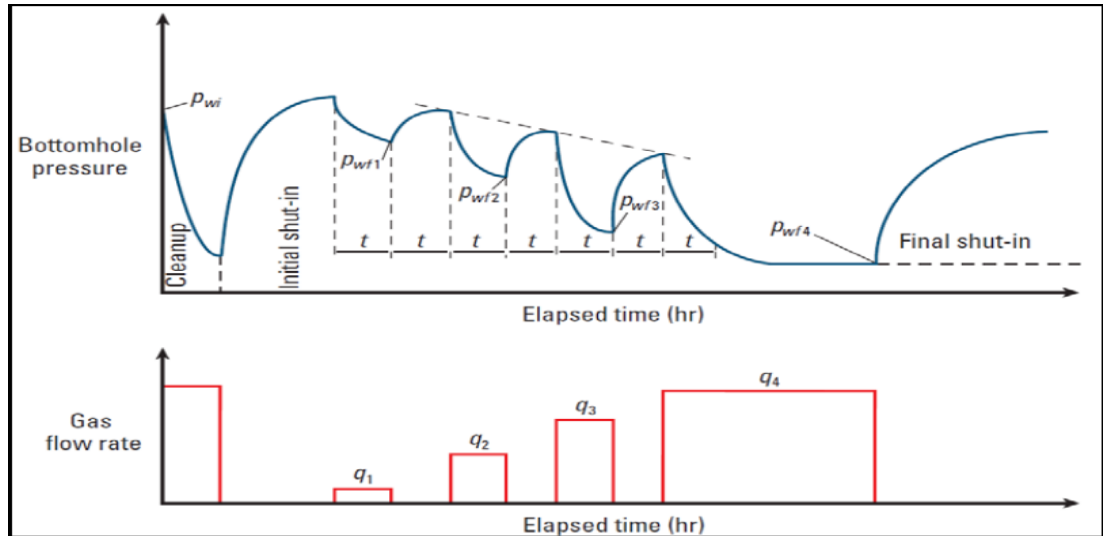 p_wi
Bottomhole
pressure
Cleanup
Initial shut-in
p_wf1
p_wf2
p_wf3
p_wf4
t t t t t t t
Final shut-in
Elapsed time (hr)
Gas
flow rate
q_1
q_2
q_3
q_4
Elapsed time (hr)